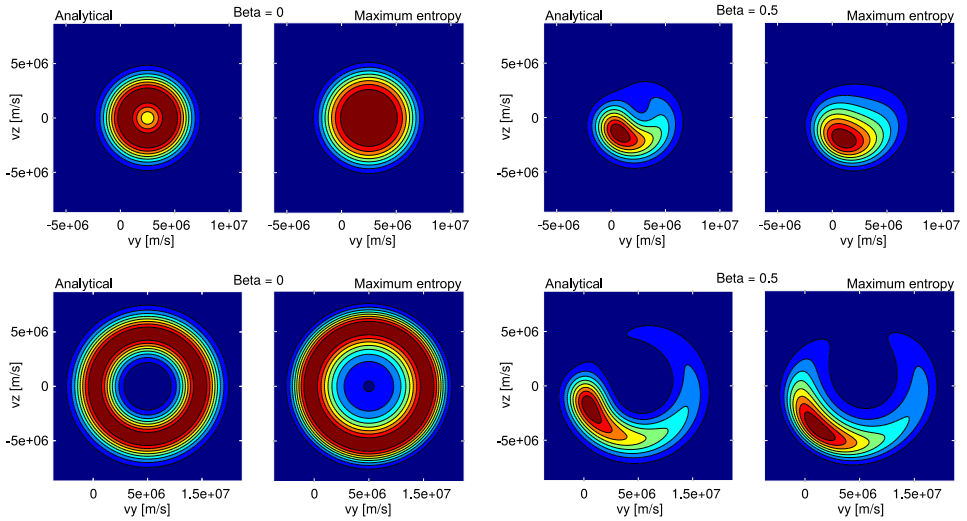 Analytical Beta = 0 Maximum entropy
Analytical Beta = 0.5 Maximum entropy
5e+06
0
-5e+06
vz [m/s]
5e+06
0
-5e+06
vz [m/s]
-5e+06 0 5e+06 1e+07
vy [m/s]
-5e+06 0 5e+06 1e+07
vy [m/s]
-5e+06 0 5e+06 1e+07
vy [m/s]
-5e+06 0 5e+06 1e+07
vy [m/s]
Analytical Beta = 0 Maximum entropy
Analytical Beta = 0.5 Maximum entropy
5e+06
0
-5e+06
vz [m/s]
5e+06
0
-5e+06
vz [m/s]
0 5e+06 1.5e+07
vy [m/s]
0 5e+06 1.5e+07
vy [m/s]
0 5e+06 1.5e+07
vy [m/s]
0 5e+06 1.5e+07
vy [m/s]